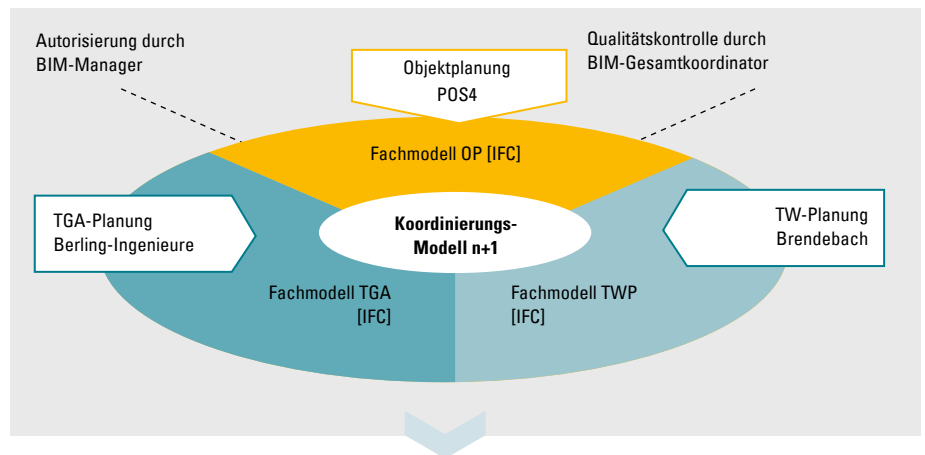 Autorisierung durch
BIM-Manager
Qualitätskontrolle durch
BIM-Gesamtkoordinator
Objektplanung
POS4
Fachmodell OP [IFC]
TGA-Planung
Berling-Ingenieure
Koordinierungs-
Modell n+1
TW-Planung
Brendebach
Fachmodell TGA
[IFC]
Fachmodell TWP
[IFC]